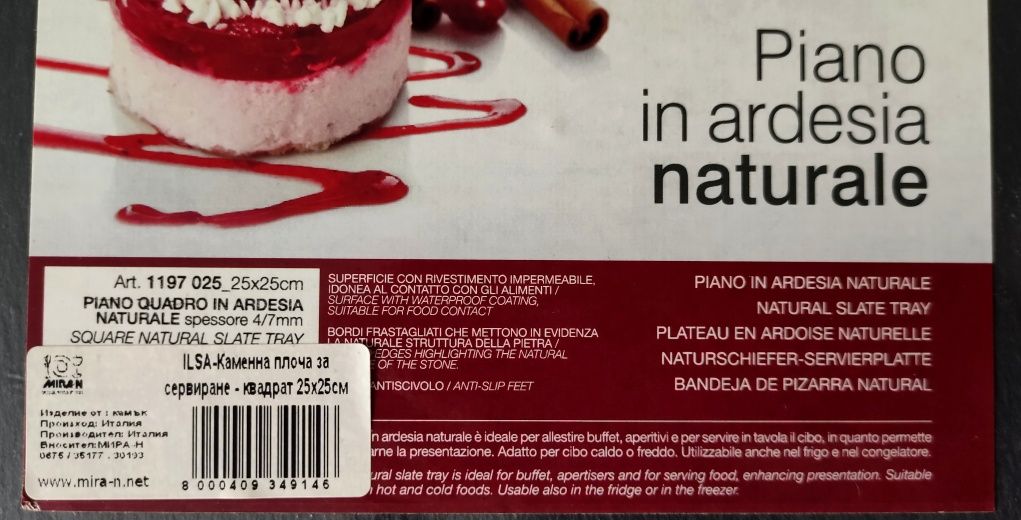 Piano
in ardesia
naturale
Art. 1197 025_25x25cm
PIANO QUADRO IN ARDESIA
NATURALE spessore 4/7mm
SQUARE NATURAL SLATE TRAY
SUPERFICIE CON RIVESTIMENTO IMPERMEABILE,
IDONEA AL CONTATTO CON GLI ALIMENTI /
SURFACE WITH WATERPROOF COATING,
SUITABLE FOR FOOD CONTACT
BORDI FRASTAGLIATI CHE METTONO IN EVIDENZA
LA NATURALE STRUTTURA DELLA PIETRA /
EDGES HIGHLIGHTING THE NATURAL
OF THE STONE.
ANTISCIVOLO / ANTI-SLIP FEET
PIANO IN ARDESIA NATURALE
NATURAL SLATE TRAY
PLATEAU EN ARDOISE NATURELLE
NATURSCHIEFER-SERVIERPLATTE
BANDEJA DE PIZARRA NATURAL
in ardesia naturale è ideale per allestire buffet, aperitivi e per servire in tavola il cibo, in quanto permette
la presentazione. Adatto per cibo caldo o freddo. Utilizzabile anche nel frigo e nel congelatore.
slate tray is ideal for buffet, apertisers and for serving food, enhancing presentation. Suitable
hot and cold foods. Usable also in the fridge or in the freezer.
MIRA-N
ILSA-Каменна плоча за
сервиране - квадрат 25x25см
Изделие от : камък
Произход: Италия
Производител: Италия
Вносител:МИРА-Н
www.mira-n.net
8 000409 349146